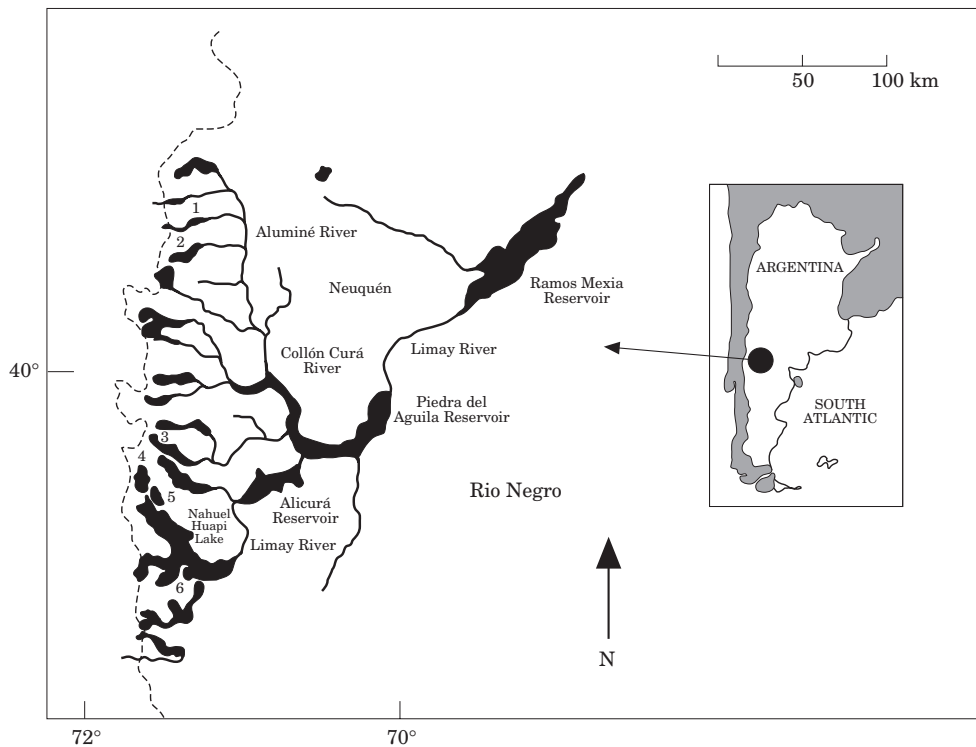 50
100 km
1
2
Aluminé River
Neuquén
Ramos Mexia
Reservoir
ARGENTINA
Limay River
Collón Curá
River
40°
Piedra del
Aguila Reservoir
SOUTH
ATLANTIC
3
4
5
Rio Negro
Alicurá
Reservoir
Nahuel
Huapi
Lake
Limay River
6
N
72°
70°